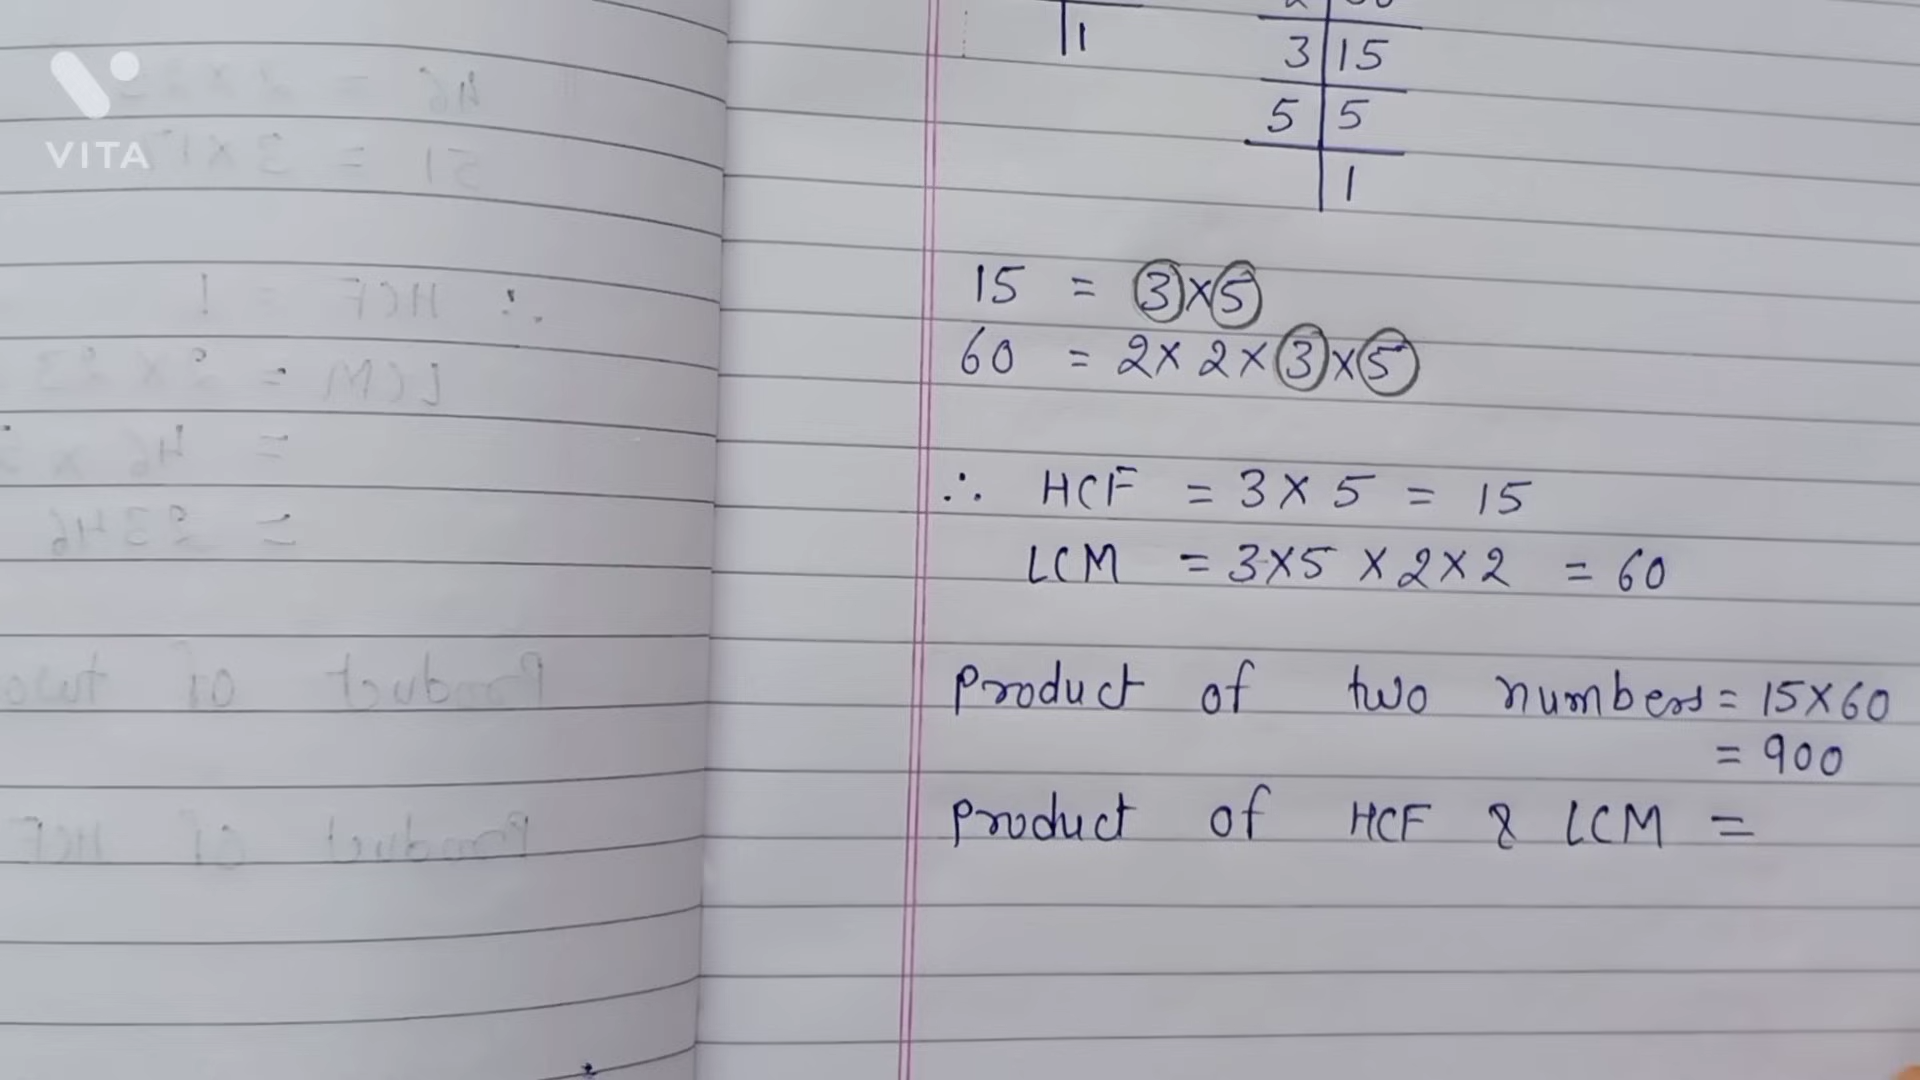 VITA
1
3 15
5 5
1
15 = 3×5
60 = 2×2×3×5
∴ HCF = 3×5 = 15
LCM = 3×5×2×2 = 60
Product of two numbers = 15×60
= 900
Product of HCF & LCM =